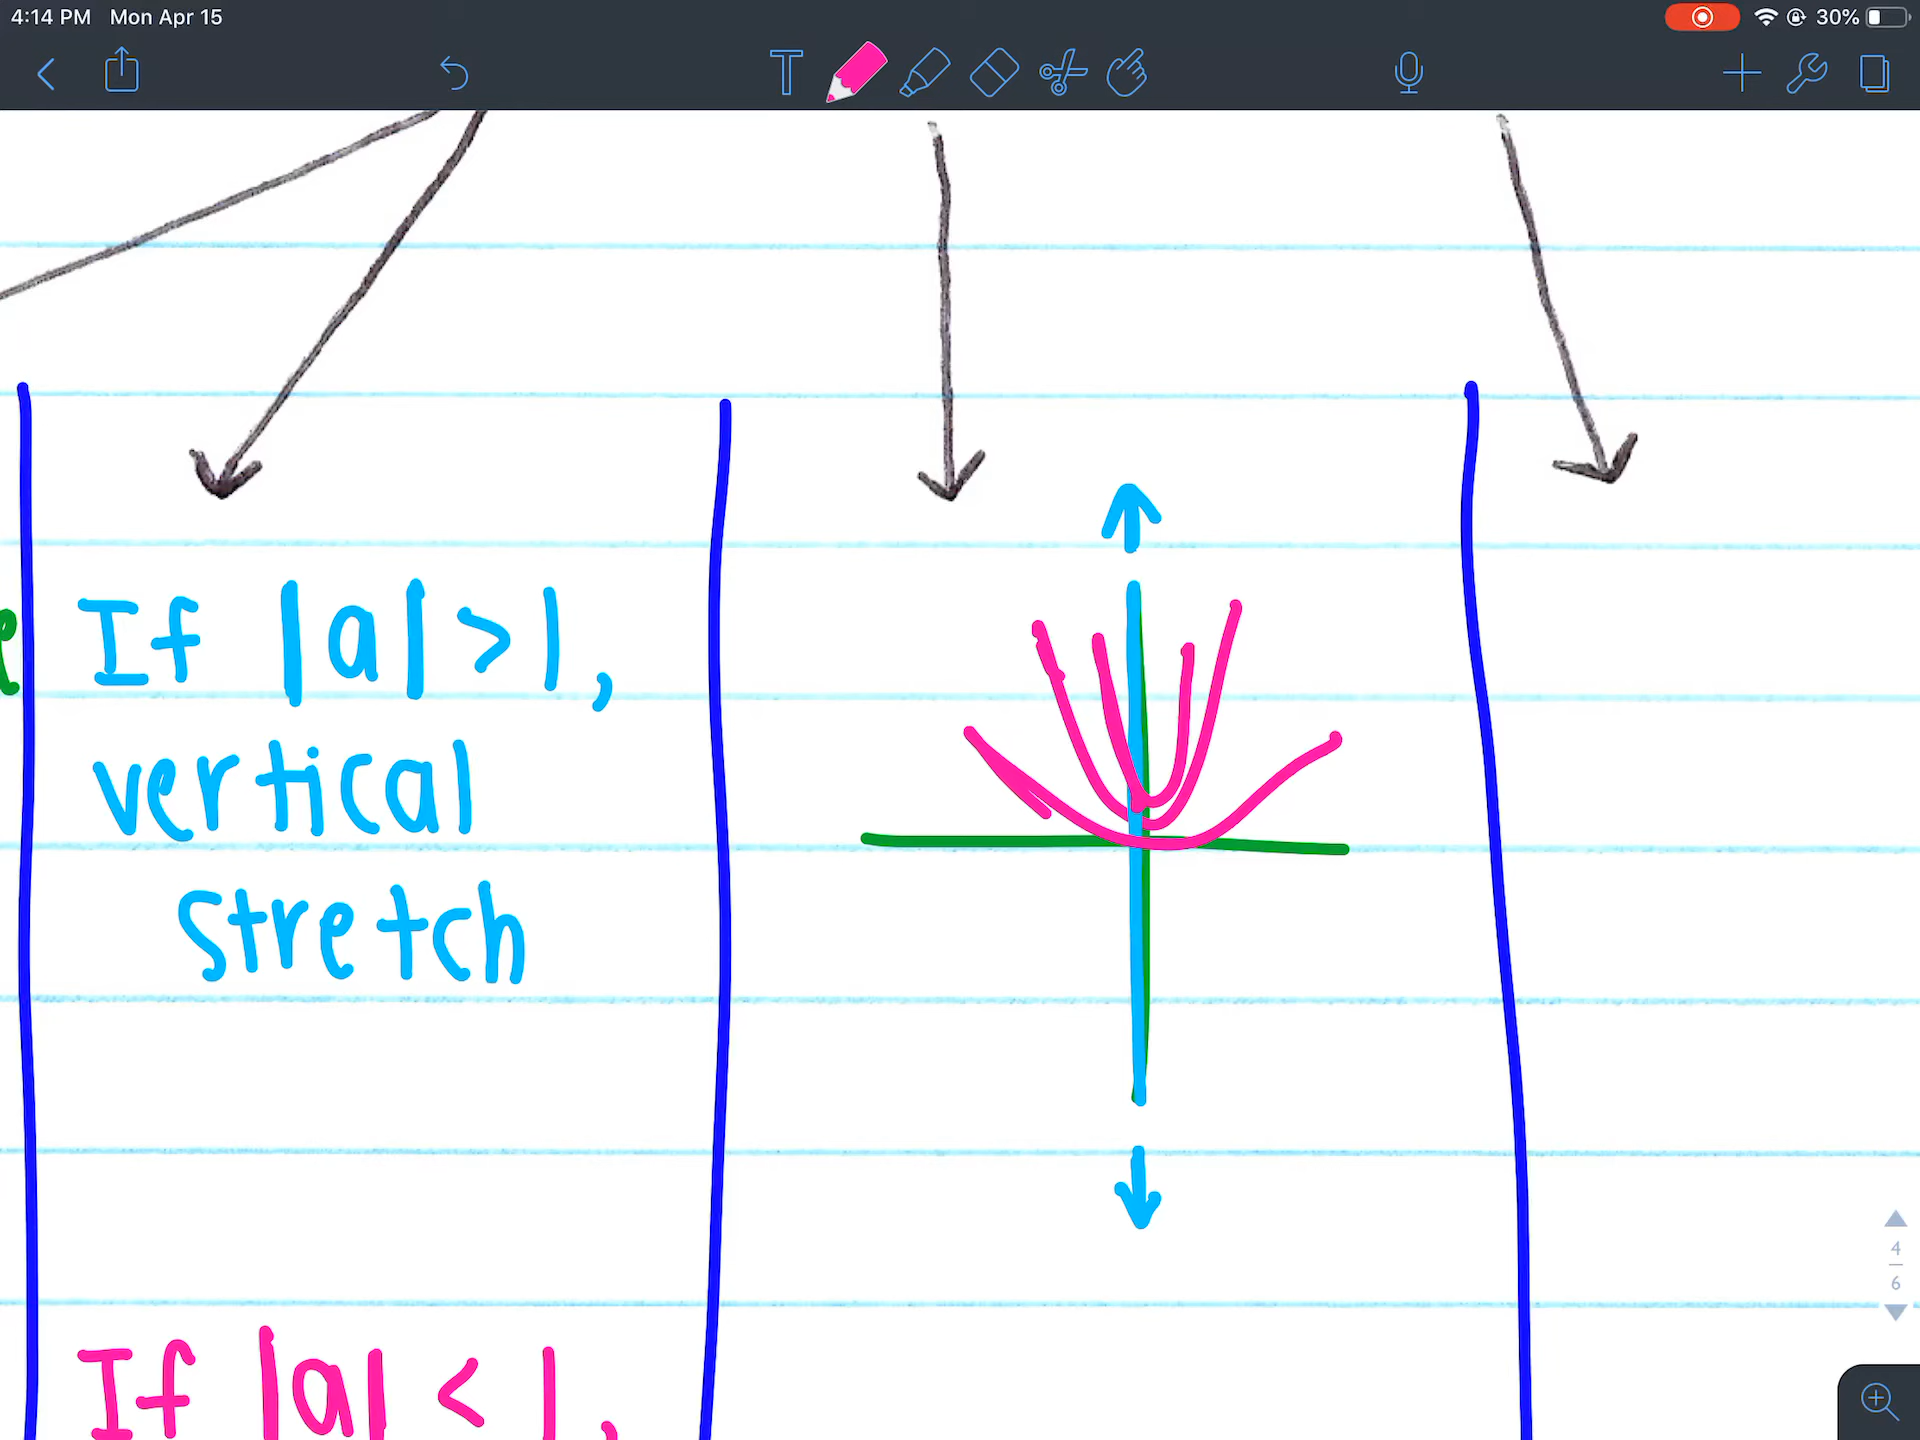 4:14 PM Mon Apr 15
30%
T
If |a| > 1,
vertical
stretch
4
6
If |a| < 1,